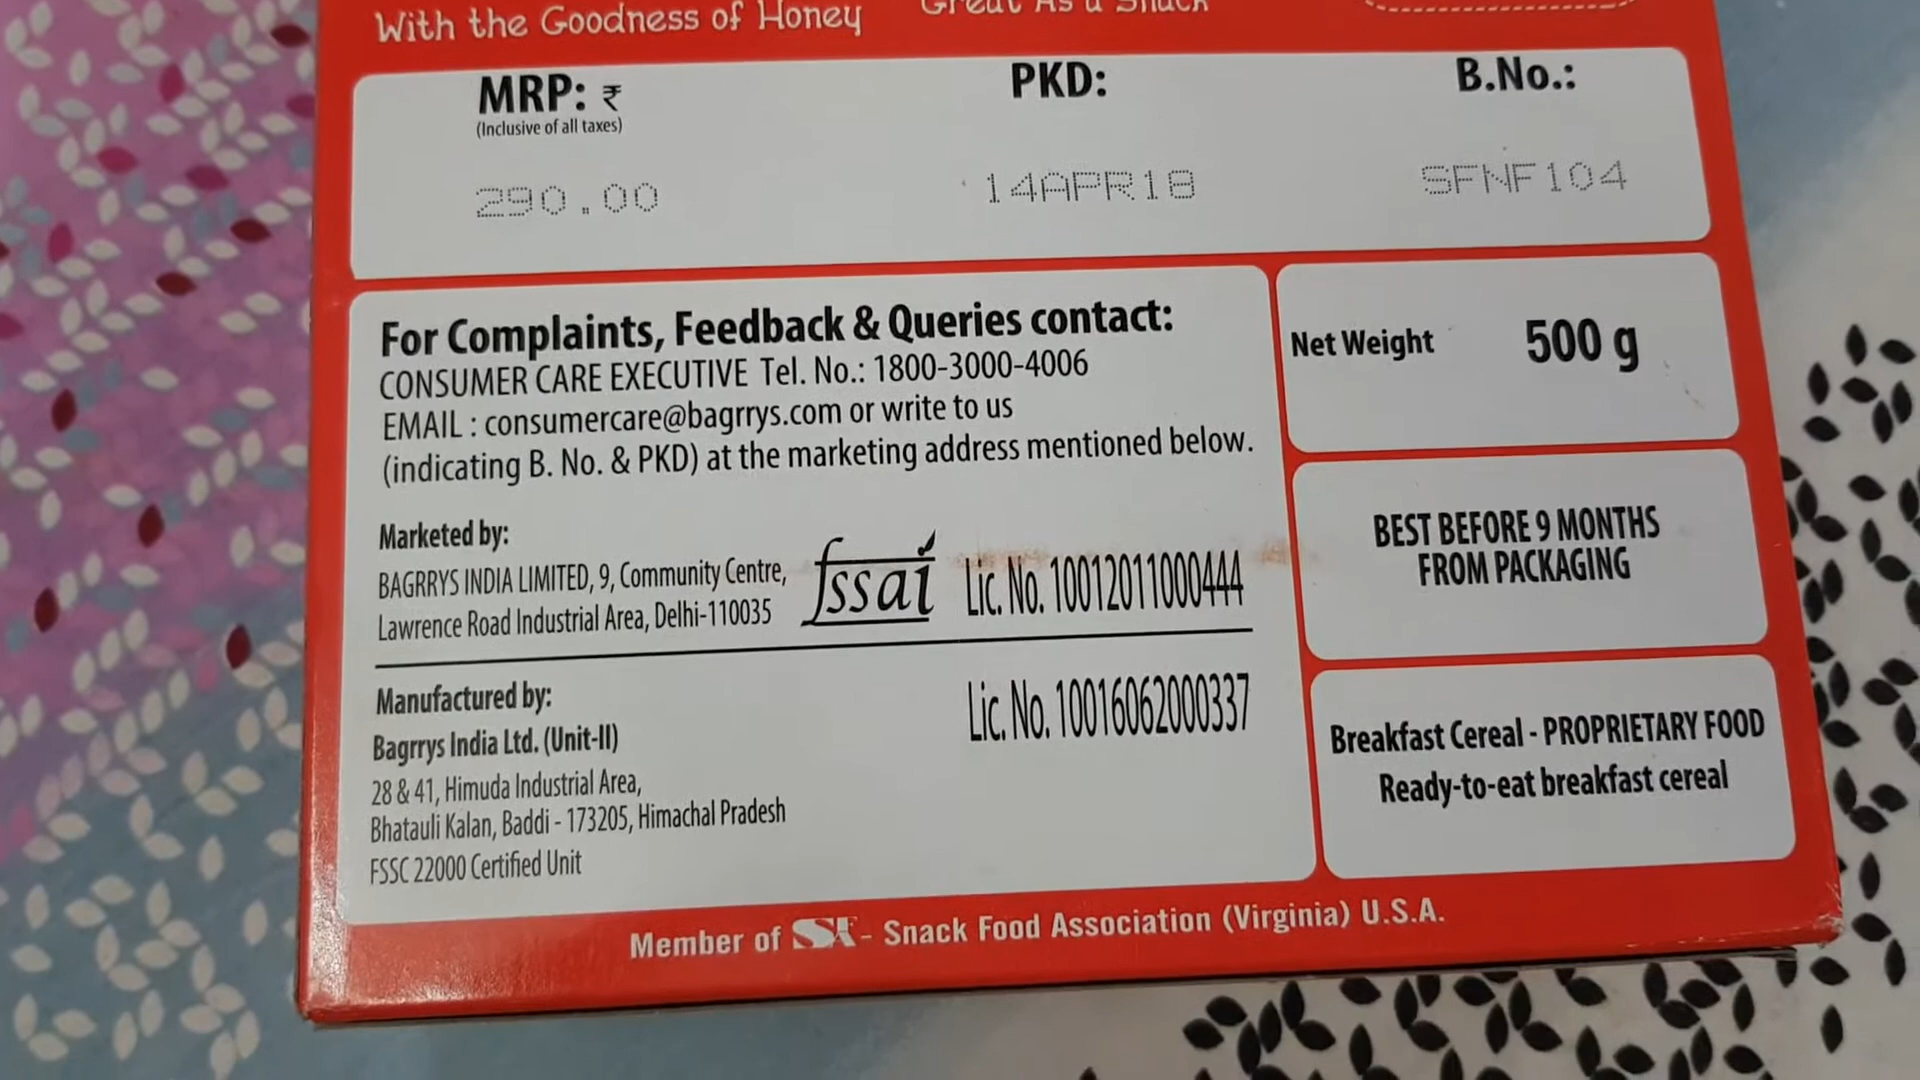 With the Goodness of Honey
Great As a Snack
MRP: ₹
(Inclusive of all taxes)
290.00
PKD:
14APR18
B.No.:
SFNF104
For Complaints, Feedback & Queries contact:
CONSUMER CARE EXECUTIVE Tel. No.: 1800-3000-4006
EMAIL : consumercare@bagrrys.com or write to us
(indicating B. No. & PKD) at the marketing address mentioned below.
Marketed by:
BAGRRYS INDIA LIMITED, 9, Community Centre,
Lawrence Road Industrial Area, Delhi-110035
fssai Lic. No. 10012011000444
Manufactured by:
Bagrrys India Ltd. (Unit-II)
28 & 41, Himuda Industrial Area,
Bhatauli Kalan, Baddi - 173205, Himachal Pradesh
FSSC 22000 Certified Unit
Lic. No. 10016062000337
Net Weight 500 g
BEST BEFORE 9 MONTHS
FROM PACKAGING
Breakfast Cereal - PROPRIETARY FOOD
Ready-to-eat breakfast cereal
Member of SFA - Snack Food Association (Virginia) U.S.A.